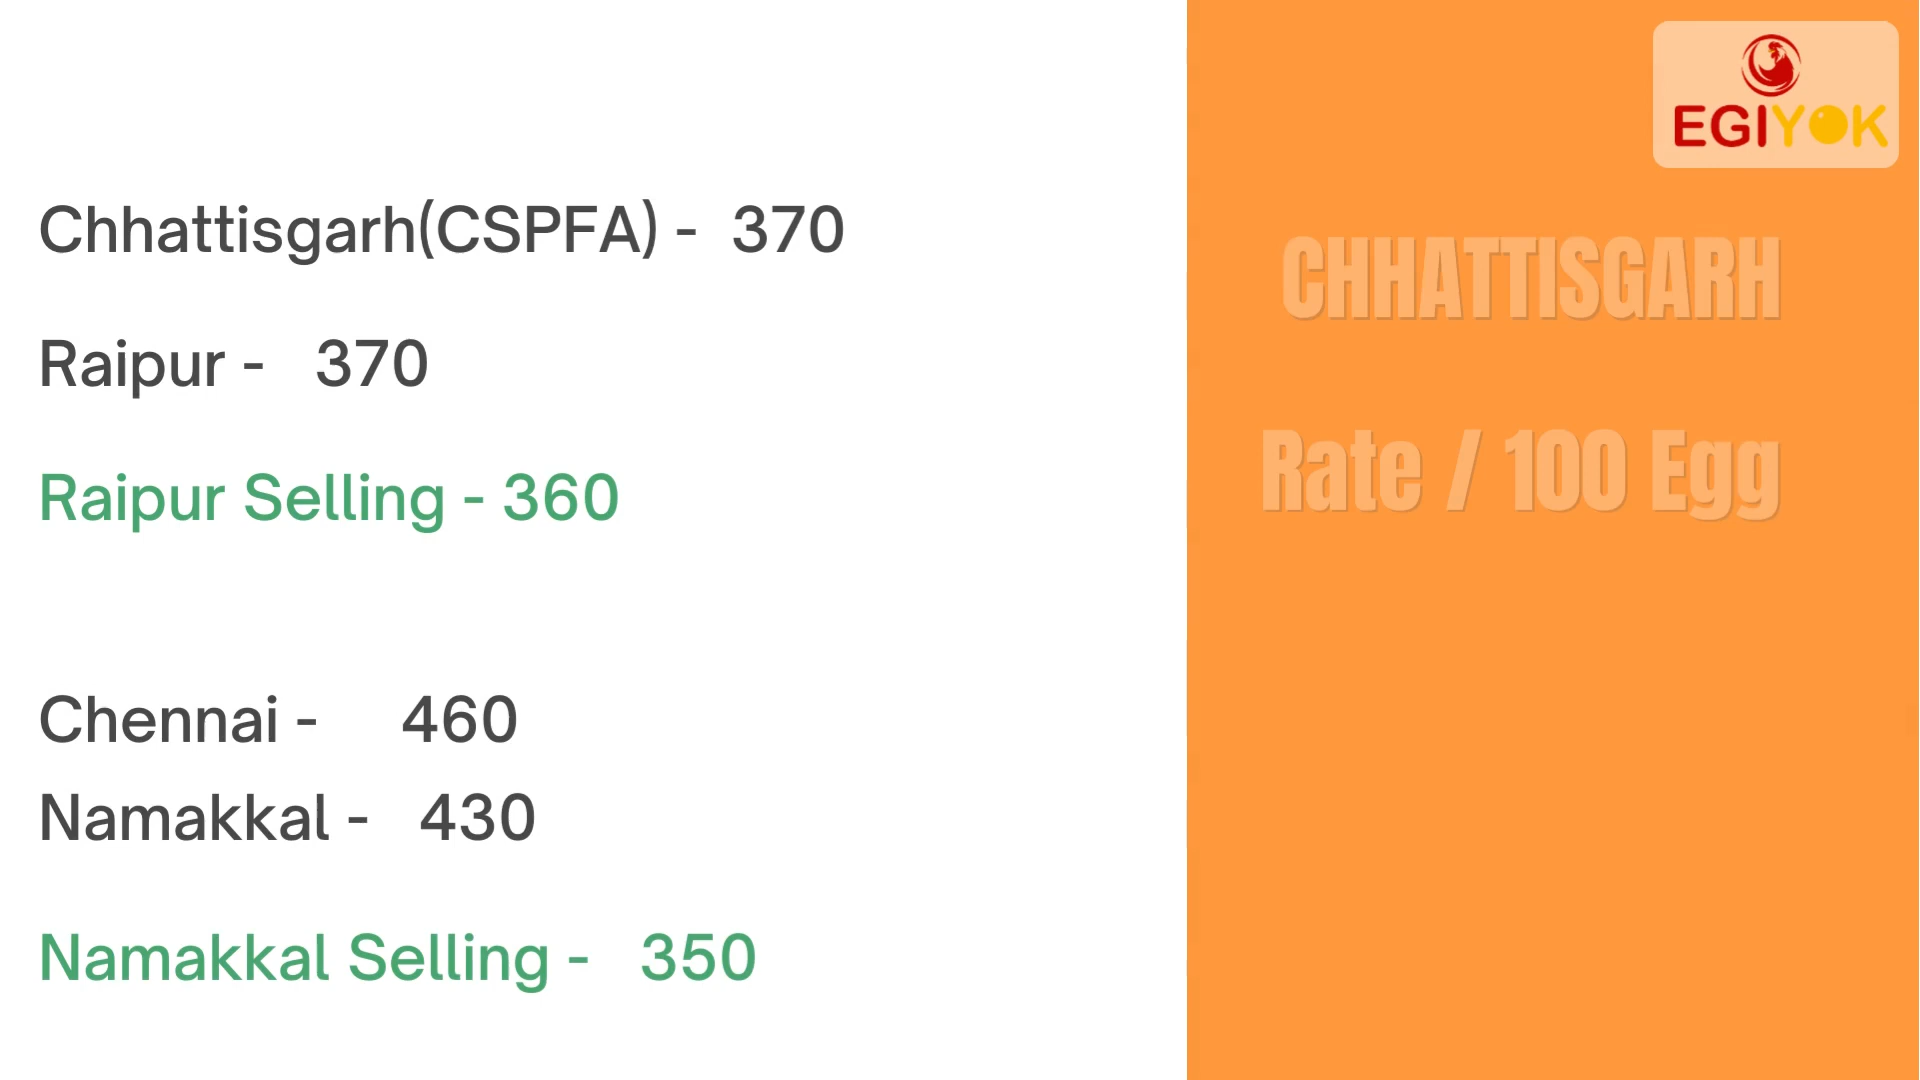 Chhattisgarh(CSPFA) - 370
Raipur - 370
Raipur Selling - 360
Chennai - 460
Namakkal - 430
Namakkal Selling - 350
EGIYOK
CHHATTISGARH
Rate / 100 Egg